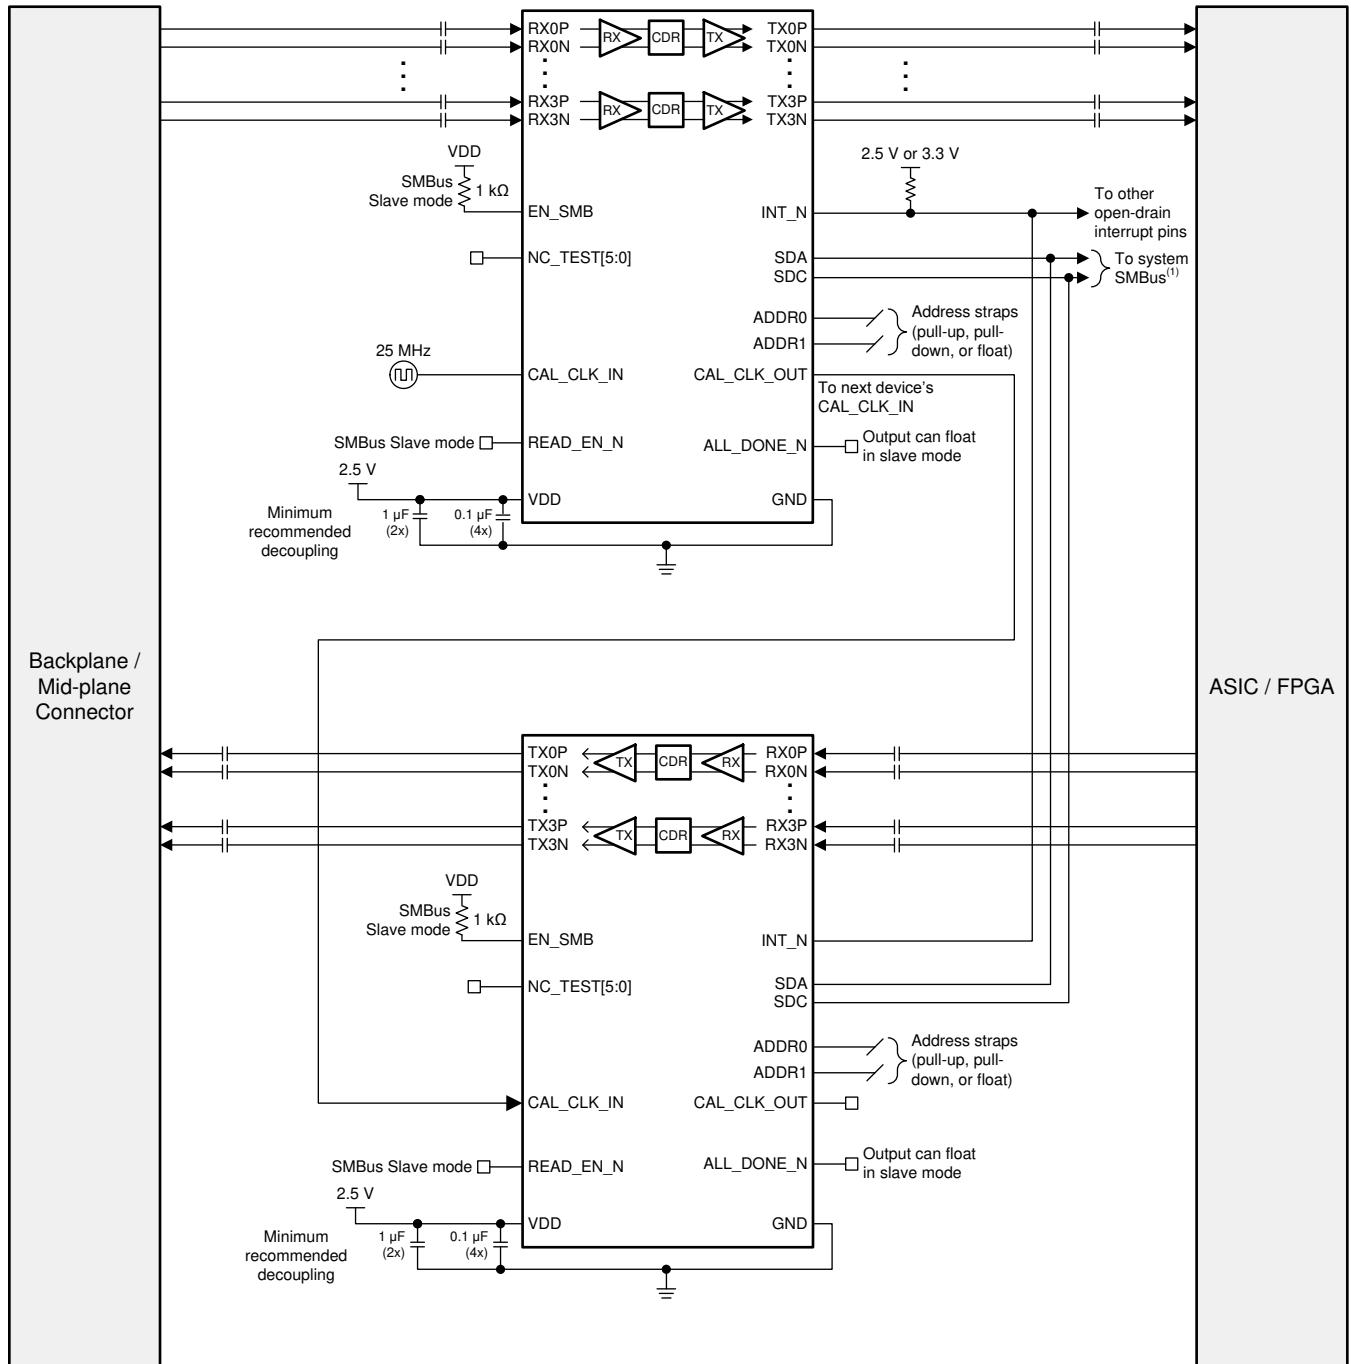 RX0P
RX0N
RX
CDR
TX
TX0P
TX0N
RX3P
RX3N
RX
CDR
TX
TX3P
TX3N
VDD
SMBus
Slave mode
1 kΩ
EN_SMB
NC_TEST[5:0]
25 MHz
CAL_CLK_IN
SMBus Slave mode
READ_EN_N
2.5 V
VDD
Minimum
recommended
decoupling
1 μF
(2x)
0.1 μF
(4x)
2.5 V or 3.3 V
INT_N
To other
open-drain
interrupt pins
SDA
SDC
To system
SMBus(1)
ADDR0
ADDR1
Address straps
(pull-up, pull-
down, or float)
CAL_CLK_OUT
To next device's
CAL_CLK_IN
ALL_DONE_N
Output can float
in slave mode
GND
Backplane /
Mid-plane
Connector
ASIC / FPGA
TX0P
TX0N
TX
CDR
RX
RX0P
RX0N
TX3P
TX3N
TX
CDR
RX
RX3P
RX3N
VDD
SMBus
Slave mode
1 kΩ
EN_SMB
NC_TEST[5:0]
CAL_CLK_IN
SMBus Slave mode
READ_EN_N
2.5 V
VDD
Minimum
recommended
decoupling
1 μF
(2x)
0.1 μF
(4x)
INT_N
SDA
SDC
ADDR0
ADDR1
Address straps
(pull-up, pull-
down, or float)
CAL_CLK_OUT
ALL_DONE_N
Output can float
in slave mode
GND